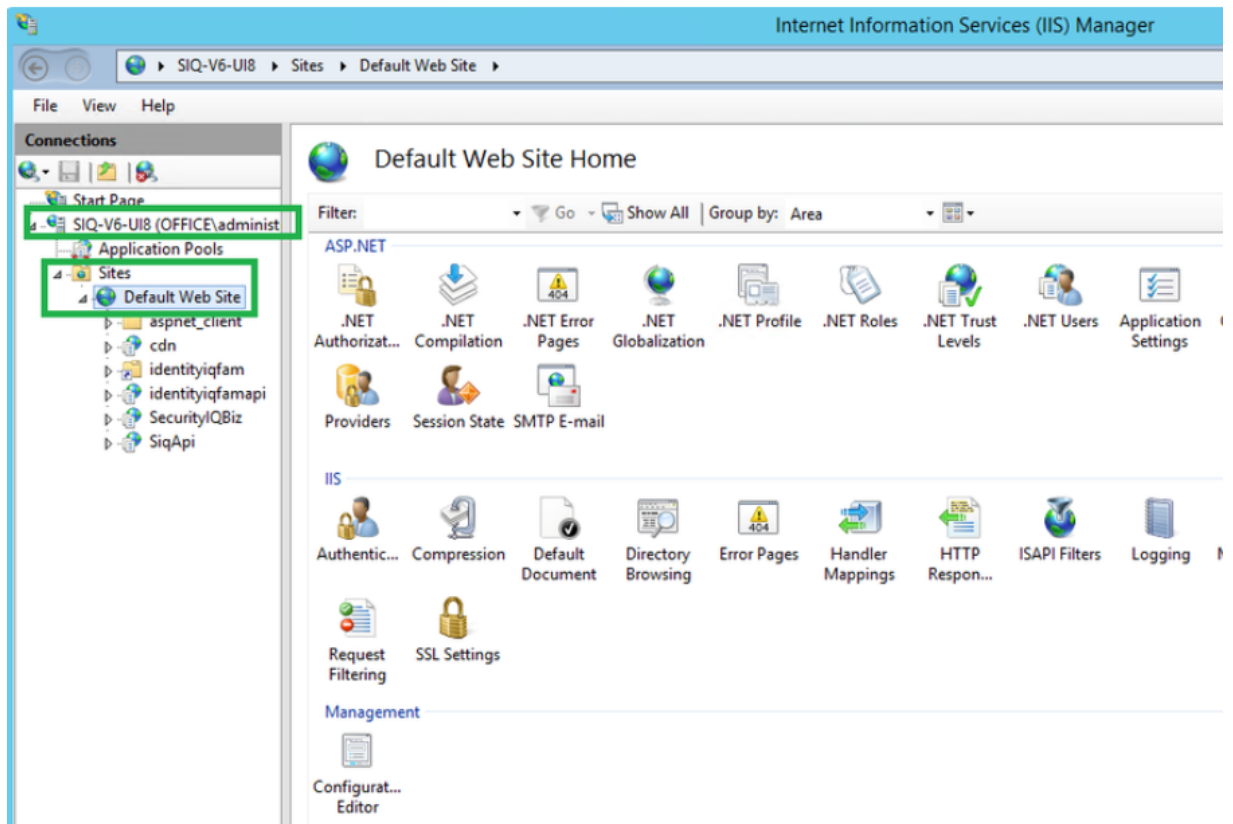 Internet Information Services (IIS) Manager
SIQ-V6-UI8 Sites Default Web Site
File View Help
Connections
Start Page
SIQ-V6-UI8 (OFFICE\administ
Application Pools
Sites
Default Web Site
aspnet_client
cdn
identityiqfam
identityiqfamapi
SecurityIQBiz
SiqApi
Default Web Site Home
Filter: Go Show All Group by: Area
ASP.NET
.NET .NET .NET Error .NET .NET Profile .NET Roles .NET Trust .NET Users Application
Authorizat... Compilation Pages Globalization Levels Settings
Providers Session State SMTP E-mail
IIS
Authentic... Compression Default Directory Error Pages Handler HTTP ISAPI Filters Logging
Document Browsing Mappings Respon...
Request SSL Settings
Filtering
Management
Configurat...
Editor